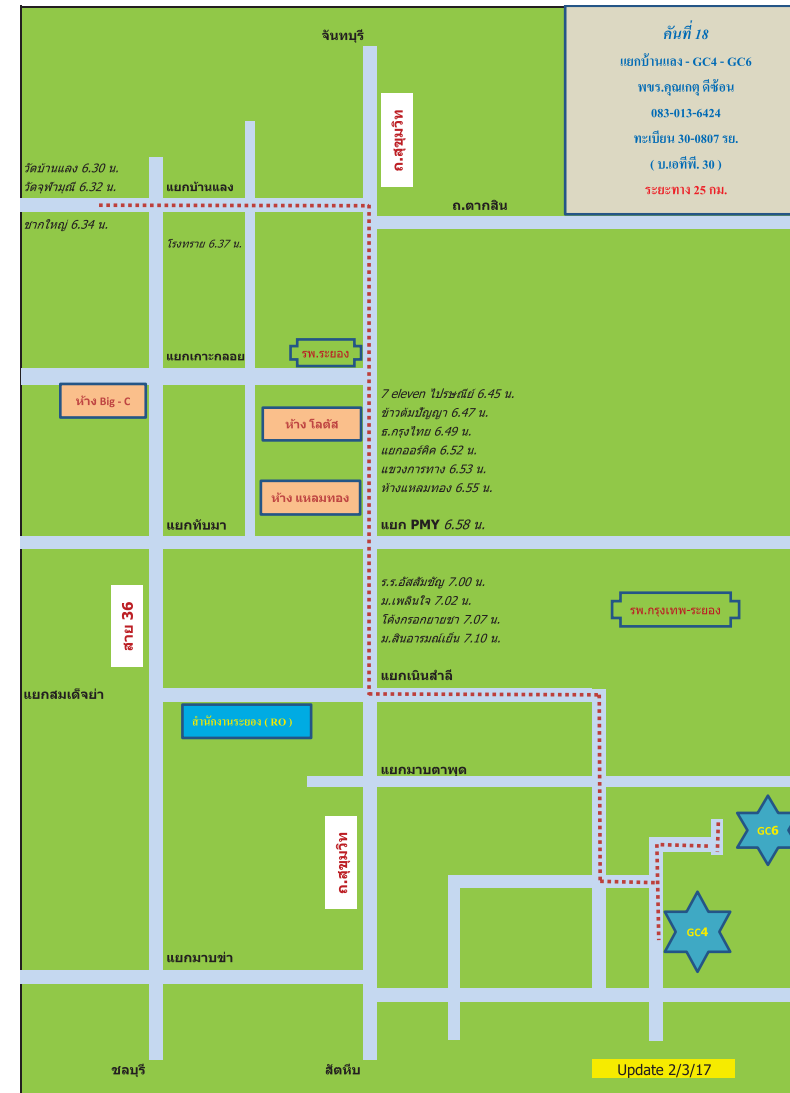 จันทบุรี
คันที่ 18
แยกบ้านแลง - GC4 - GC6
พขร.คุณเกตุ ดีซ้อน
083-013-6424
ทะเบียน 30-0807 รย.
( บ.เอทีพี. 30 )
ระยะทาง 25 กม.
ถ.สุขุมวิท
วัดบ้านแลง 6.30 น.
วัดจุฬามุณี 6.32 น.
แยกบ้านแลง
ถ.ตากสิน
ชากใหญ่ 6.34 น.
โรงทราย 6.37 น.
แยกเกาะกลอย
รพ.ระยอง
ห้าง Big - C
ห้าง โลตัส
7 eleven ไปรษณีย์ 6.45 น.
ข้าวต้มปัญญา 6.47 น.
ธ.กรุงไทย 6.49 น.
แยกออร์คิด 6.52 น.
แขวงการทาง 6.53 น.
ห้างแหลมทอง 6.55 น.
ห้าง แหลมทอง
แยกทับมา
แยก PMY 6.58 น.
ร.ร.อัสสัมชัญ 7.00 น.
ม.เพลินใจ 7.02 น.
โค้งกรอกยายชา 7.07 น.
ม.สินอารมณ์เย็น 7.10 น.
รพ.กรุงเทพ-ระยอง
สาย 36
แยกเนินสำลี
แยกสมเด็จย่า
สำนักงานระยอง ( RO )
แยกมาบตาพุด
ถ.สุขุมวิท
GC6
GC4
แยกมาบข่า
ชลบุรี
สัตหีบ
Update 2/3/17